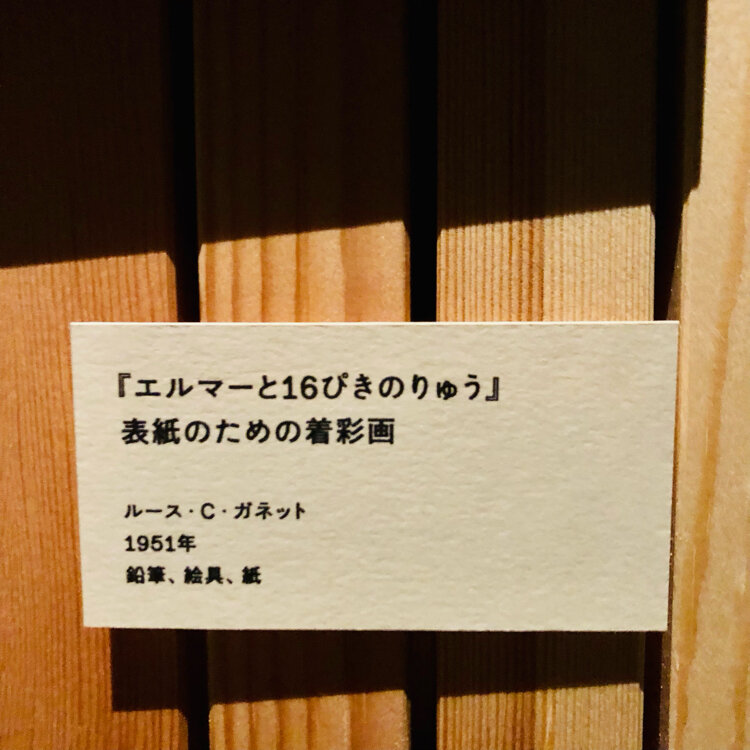 『エルマーと16ぴきのりゅう』
表紙のための着彩画
ルース・C・ガネット
1951年
鉛筆、絵具、紙